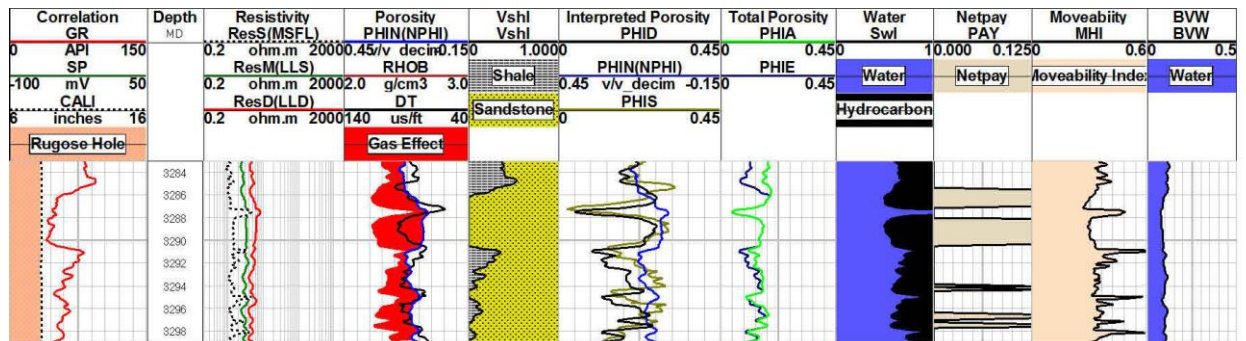 Correlation Depth Resistivity Porosity Vshl Interpreted Porosity Total Porosity Water Netpay Moveabiity BVW
GR MD ResS(MSFL) PHIN(NPHI) Vshl PHID PHIA Swl PAY MHI BVW
0 API 150 0.2 ohm.m 2000 0.45 v/v_decim -0.15 1.000 0 0.45 0 0.45 0 1 0.000 0.125 0 0.6 0 0.5
SP ResM(LLS) RHOB Shale PHIN(NPHI) PHIE Water Netpay Moveability Index Water
-100 mV 50 0.2 ohm.m 2000 2.0 g/cm3 3.0 0.45 v/v_decim -0.15 0 0.45
CALI ResD(LLD) DT Sandstone PHIS Hydrocarbon
6 inches 16 0.2 ohm.m 2000 140 us/ft 40 0 0.45
Rugose Hole Gas Effect
3284
3286
3288
3290
3292
3294
3296
3298